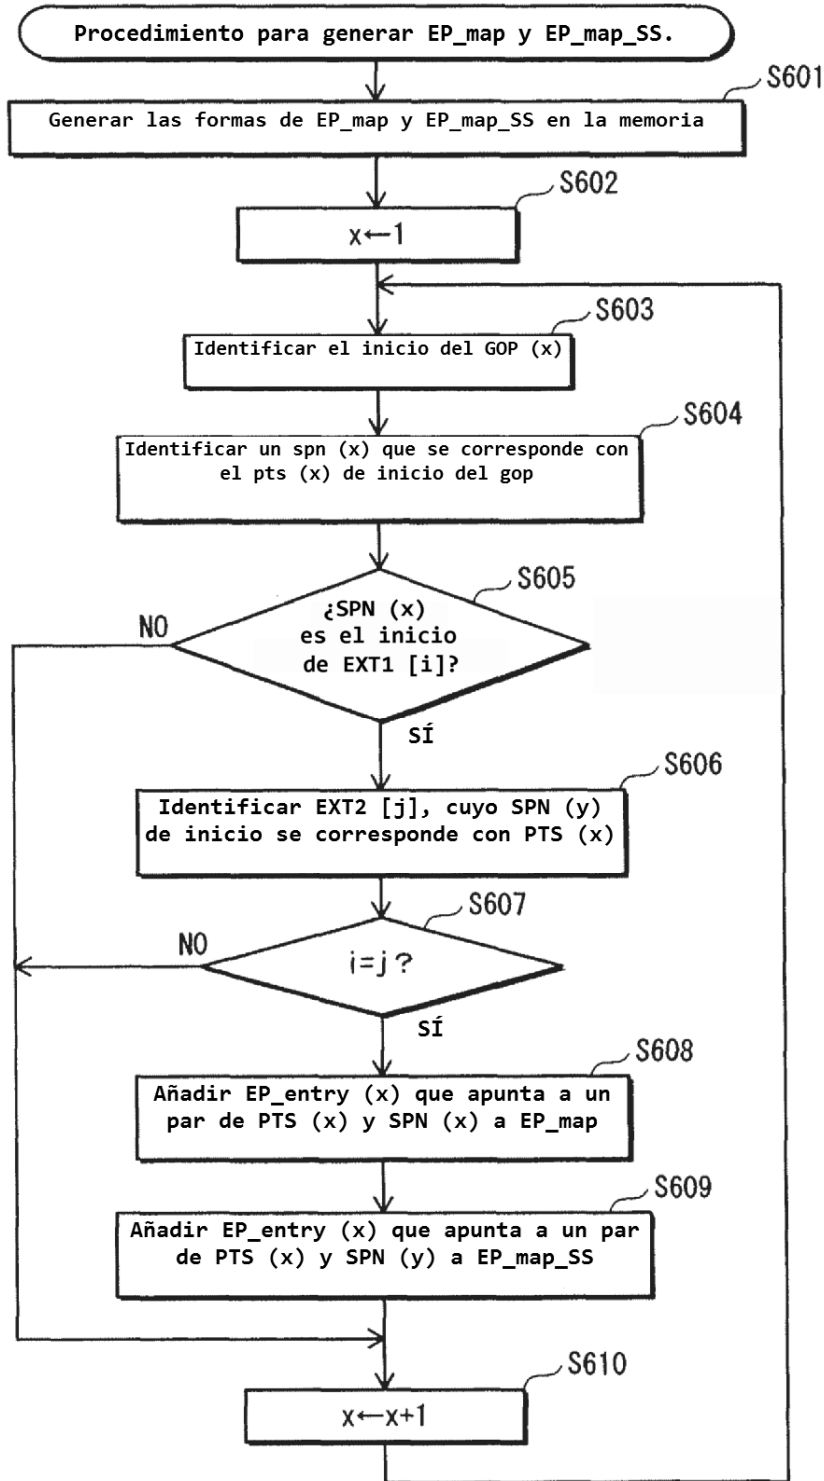 Procedimiento para generar EP_map y EP_map_SS.
S601
Generar las formas de EP_map y EP_map_SS en la memoria
S602
x←1
S603
Identificar el inicio del GOP (x)
S604
Identificar un spn (x) que se corresponde con
el pts (x) de inicio del gop
S605
¿SPN (x)
es el inicio
de EXT1 [i]?
NO
SÍ
S606
Identificar EXT2 [j], cuyo SPN (y)
de inicio se corresponde con PTS (x)
S607
i=j?
NO
SÍ
S608
Añadir EP_entry (x) que apunta a un
par de PTS (x) y SPN (x) a EP_map
S609
Añadir EP_entry (x) que apunta a un par
de PTS (x) y SPN (y) a EP_map_SS
S610
x←x+1